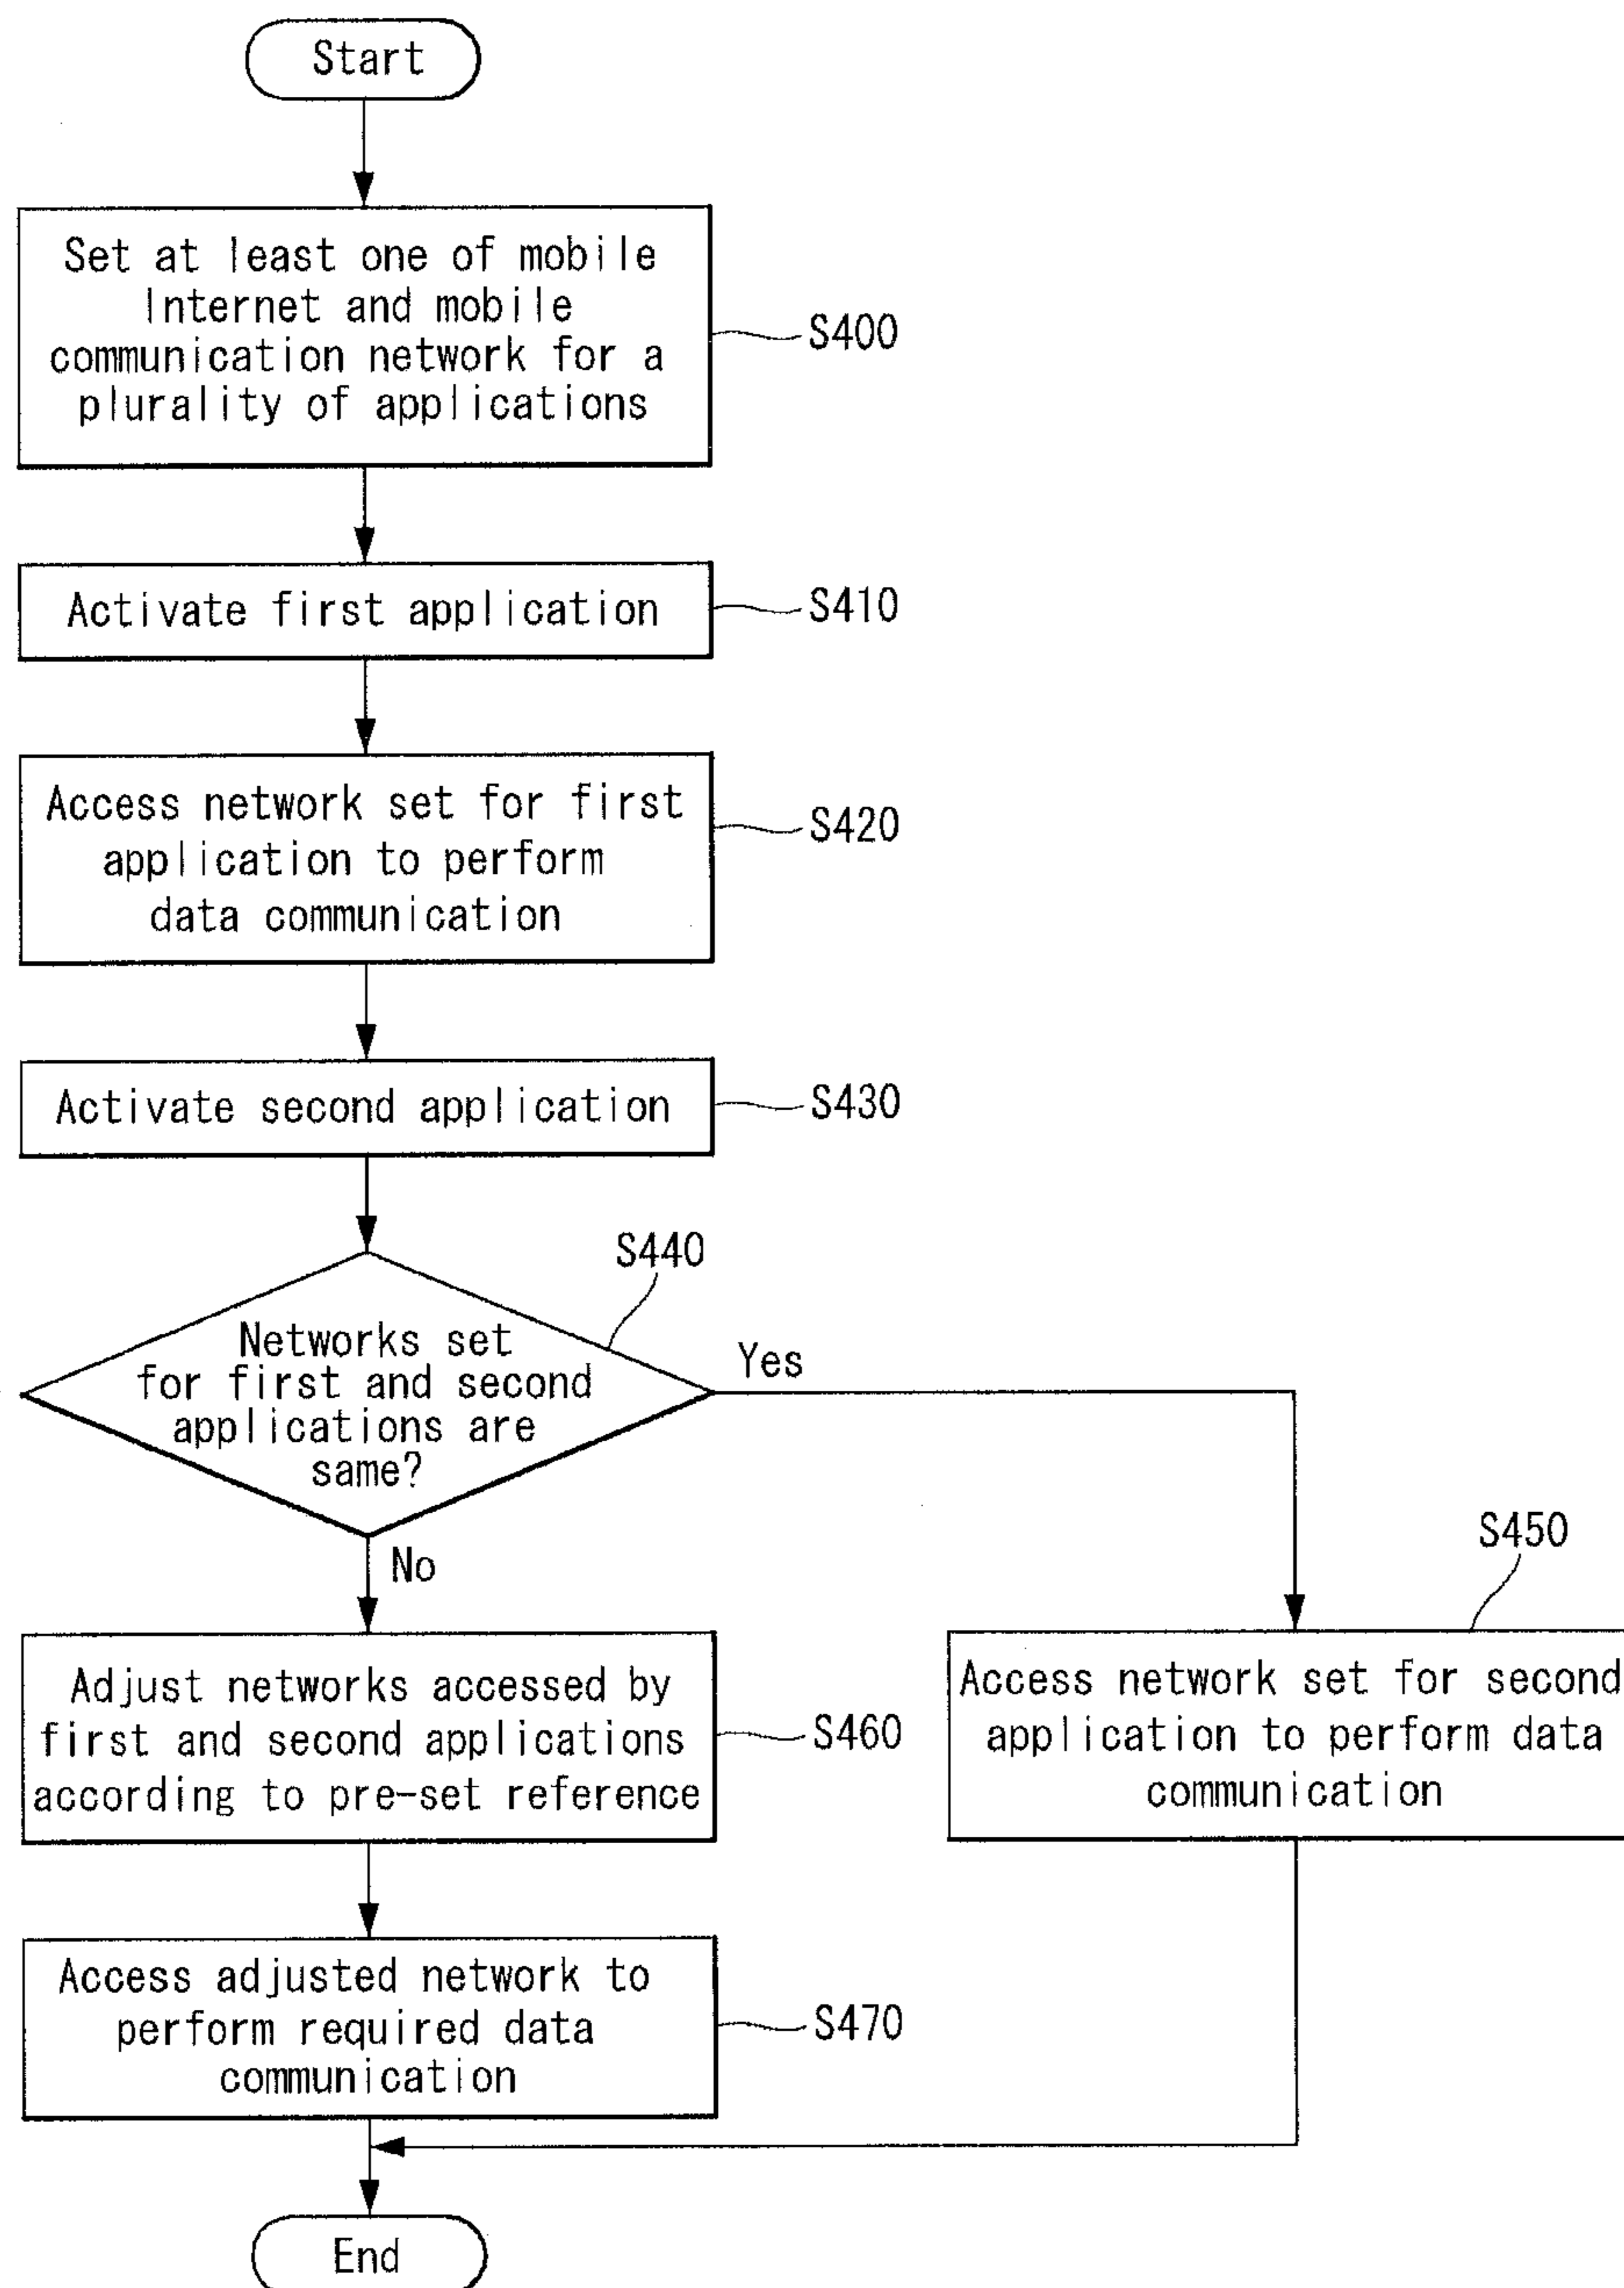 Start
Set at least one of mobile
Internet and mobile
communication network for a
plurality of applications
S400
Activate first application
S410
Access network set for first
application to perform
data communication
S420
Activate second application
S430
S440
Networks set
for first and second
applications are
same?
Yes
No
S450
Adjust networks accessed by
first and second applications
according to pre-set reference
S460
Access network set for second
application to perform data
communication
Access adjusted network to
perform required data
communication
S470
End